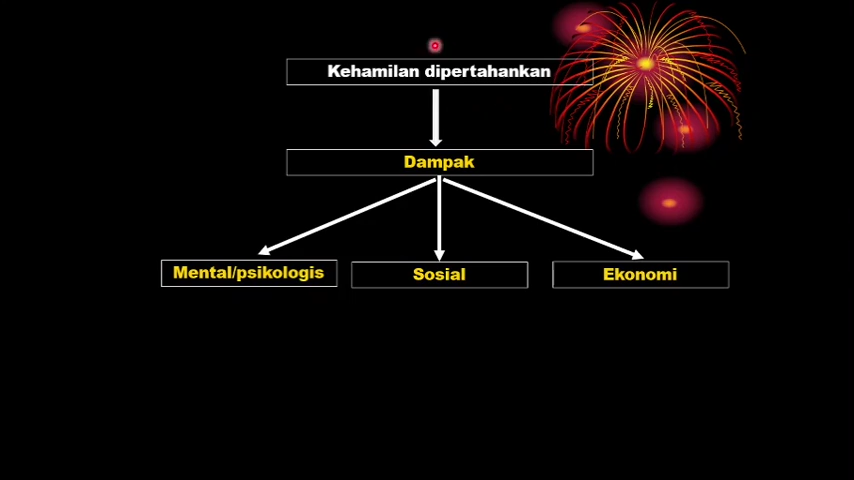 Kehamilan dipertahankan
Dampak
Mental/psikologis
Sosial
Ekonomi